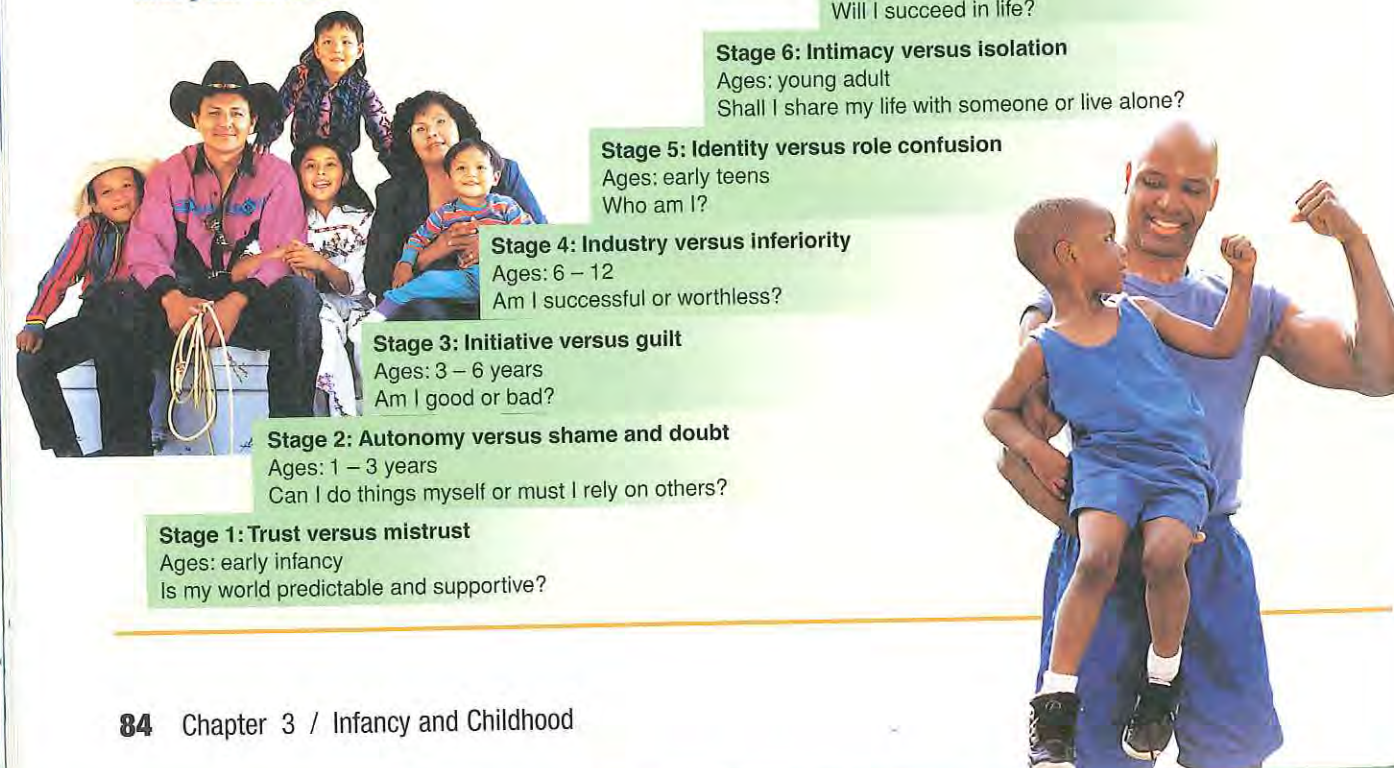 Will I succeed in life?
Stage 6: Intimacy versus isolation
Ages: young adult
Shall I share my life with someone or live alone?
Stage 5: Identity versus role confusion
Ages: early teens
Who am I?
Stage 4: Industry versus inferiority
Ages: 6 – 12
Am I successful or worthless?
Stage 3: Initiative versus guilt
Ages: 3 – 6 years
Am I good or bad?
Stage 2: Autonomy versus shame and doubt
Ages: 1 – 3 years
Can I do things myself or must I rely on others?
Stage 1: Trust versus mistrust
Ages: early infancy
Is my world predictable and supportive?
84 Chapter 3 / Infancy and Childhood